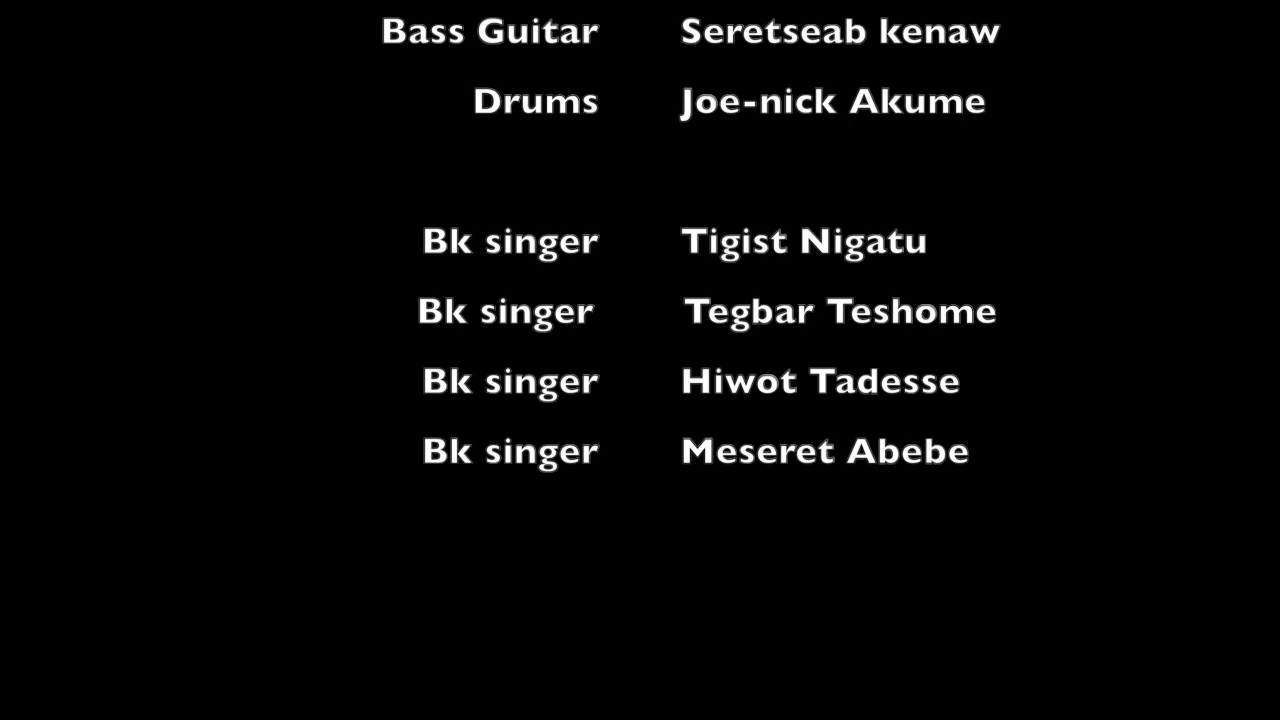 Bass Guitar Seretseab kenaw
Drums Joe-nick Akume
Bk singer Tigist Nigatu
Bk singer Tegbar Teshome
Bk singer Hiwot Tadesse
Bk singer Meseret Abebe